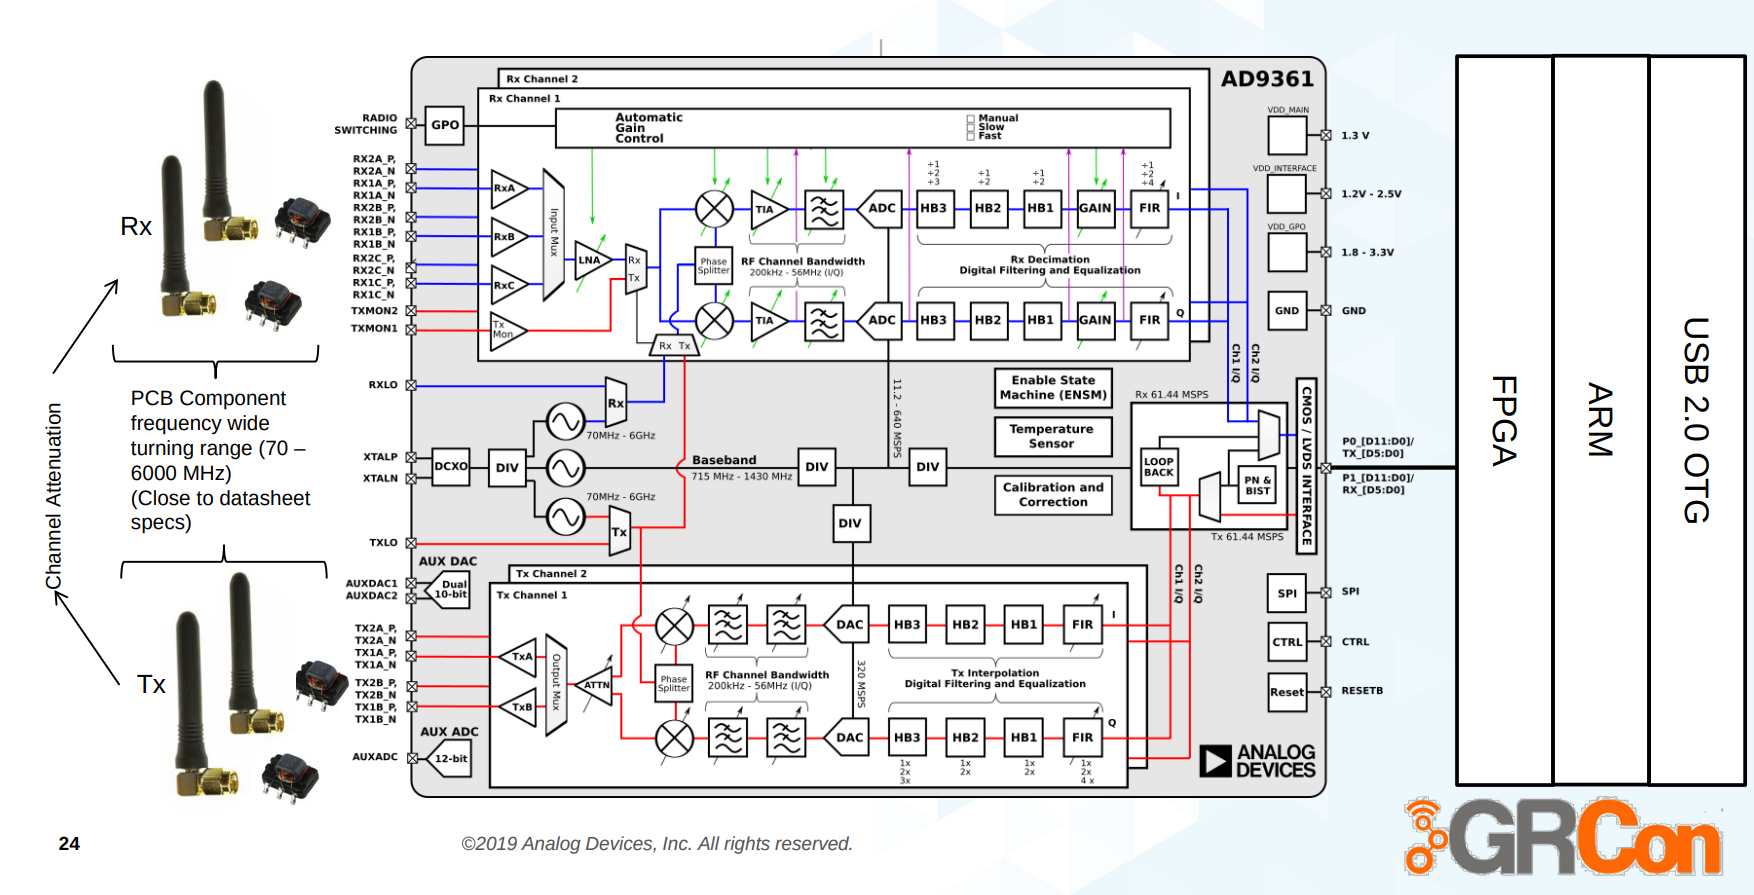 Rx Channel 2
AD9361
Rx Channel 1
RADIO
SWITCHING
GPO
Automatic
Gain
Control
Manual
Slow
Fast
VDD_MAIN
1.3 V
VDD_INTERFACE
1.2V - 2.5V
VDD_GPO
1.8 - 3.3V
GND
GND
RX2A_P,
RX2A_N
RX1A_P,
RX1A_N
RX2B_P,
RX2B_N
RX1B_P,
RX1B_N
RX2C_P,
RX2C_N
RX1C_P,
RX1C_N
TXMON2
TXMON1
RxA
RxB
RxC
Tx
Mon
Input Mux
LNA
Rx
Tx
Phase
Splitter
Rx Tx
÷1
÷2
÷3
÷1
÷2
÷1
÷2
÷1
÷2
÷4
TIA
ADC
HB3
HB2
HB1
GAIN
FIR
I
RF Channel Bandwidth
200kHz - 56MHz (I/Q)
Rx Decimation
Digital Filtering and Equalization
TIA
ADC
HB3
HB2
HB1
GAIN
FIR
Q
Ch1 I/Q
Ch2 I/Q
Rx
PCB Component
frequency wide
turning range (70 –
6000 MHz)
(Close to datasheet
specs)
Channel Attenuation
Tx
RXLO
Rx
70MHz - 6GHz
XTALP
XTALN
DCXO
DIV
Baseband
715 MHz - 1430 MHz
DIV
DIV
11.2 - 640 MSPS
70MHz - 6GHz
Tx
TXLO
DIV
Enable State
Machine (ENSM)
Temperature
Sensor
Calibration and
Correction
Rx 61.44 MSPS
LOOP
BACK
PN &
BIST
Tx 61.44 MSPS
CMOS / LVDS INTERFACE
P0_[D11:D0]/
TX_[D5:D0]
P1_[D11:D0]/
RX_[D5:D0]
FPGA
ARM
USB 2.0 OTG
AUX DAC
AUXDAC1
AUXDAC2
Dual
10-bit
Tx Channel 2
Tx Channel 1
Ch1 I/Q
Ch2 I/Q
SPI
SPI
CTRL
CTRL
Reset
RESETB
TX2A_P,
TX2A_N
TX1A_P,
TX1A_N
TX2B_P,
TX2B_N
TX1B_P,
TX1B_N
TxA
TxB
Output Mux
ATTN
Phase
Splitter
DAC
HB3
HB2
HB1
FIR
I
RF Channel Bandwidth
200kHz - 56MHz (I/Q)
320 MSPS
Tx Interpolation
Digital Filtering and Equalization
DAC
HB3
HB2
HB1
FIR
Q
1x
2x
3x
1x
2x
1x
2x
1x
2x
4 x
AUX ADC
AUXADC
12-bit
ANALOG
DEVICES
24
©2019 Analog Devices, Inc. All rights reserved.
GRCon